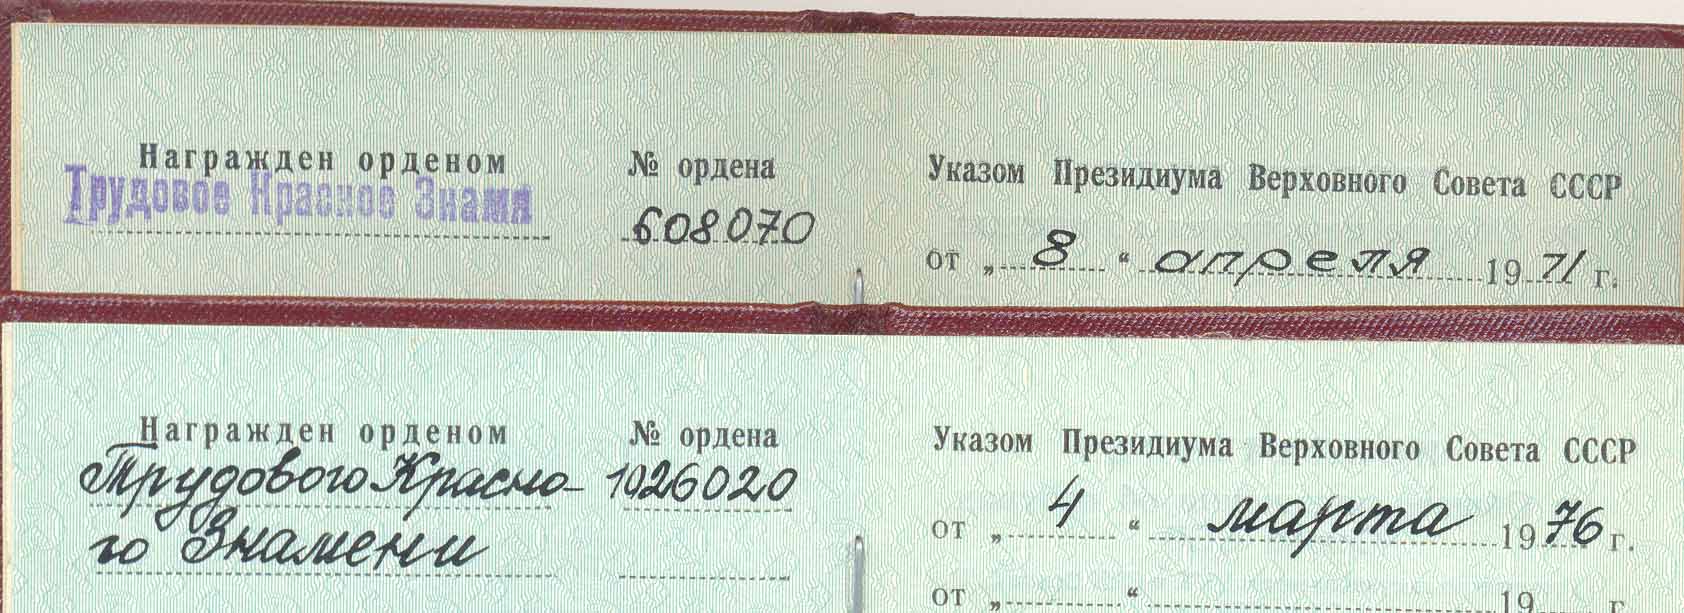 Награжден орденом № ордена Указом Президиума Верховного Совета СССР
Трудовое Красное Знамя 608070 от „ 8 “ апреля 1971 г.
Награжден орденом № ордена Указом Президиума Верховного Совета СССР
Трудового Красно- 1026020 от „ 4 “ марта 1976 г.
го Знамени
от „ “ 19 г.